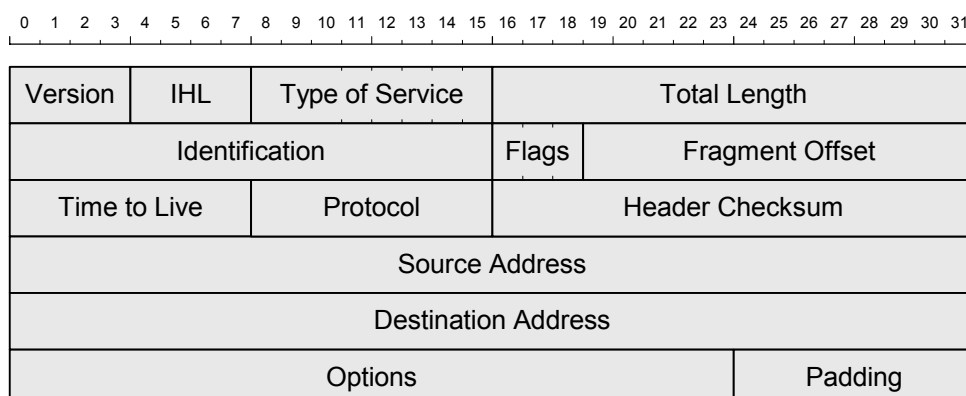 0 1 2 3 4 5 6 7 8 9 10 11 12 13 14 15 16 17 18 19 20 21 22 23 24 25 26 27 28 29 30 31
Version IHL Type of Service Total Length
Identification Flags Fragment Offset
Time to Live Protocol Header Checksum
Source Address
Destination Address
Options Padding